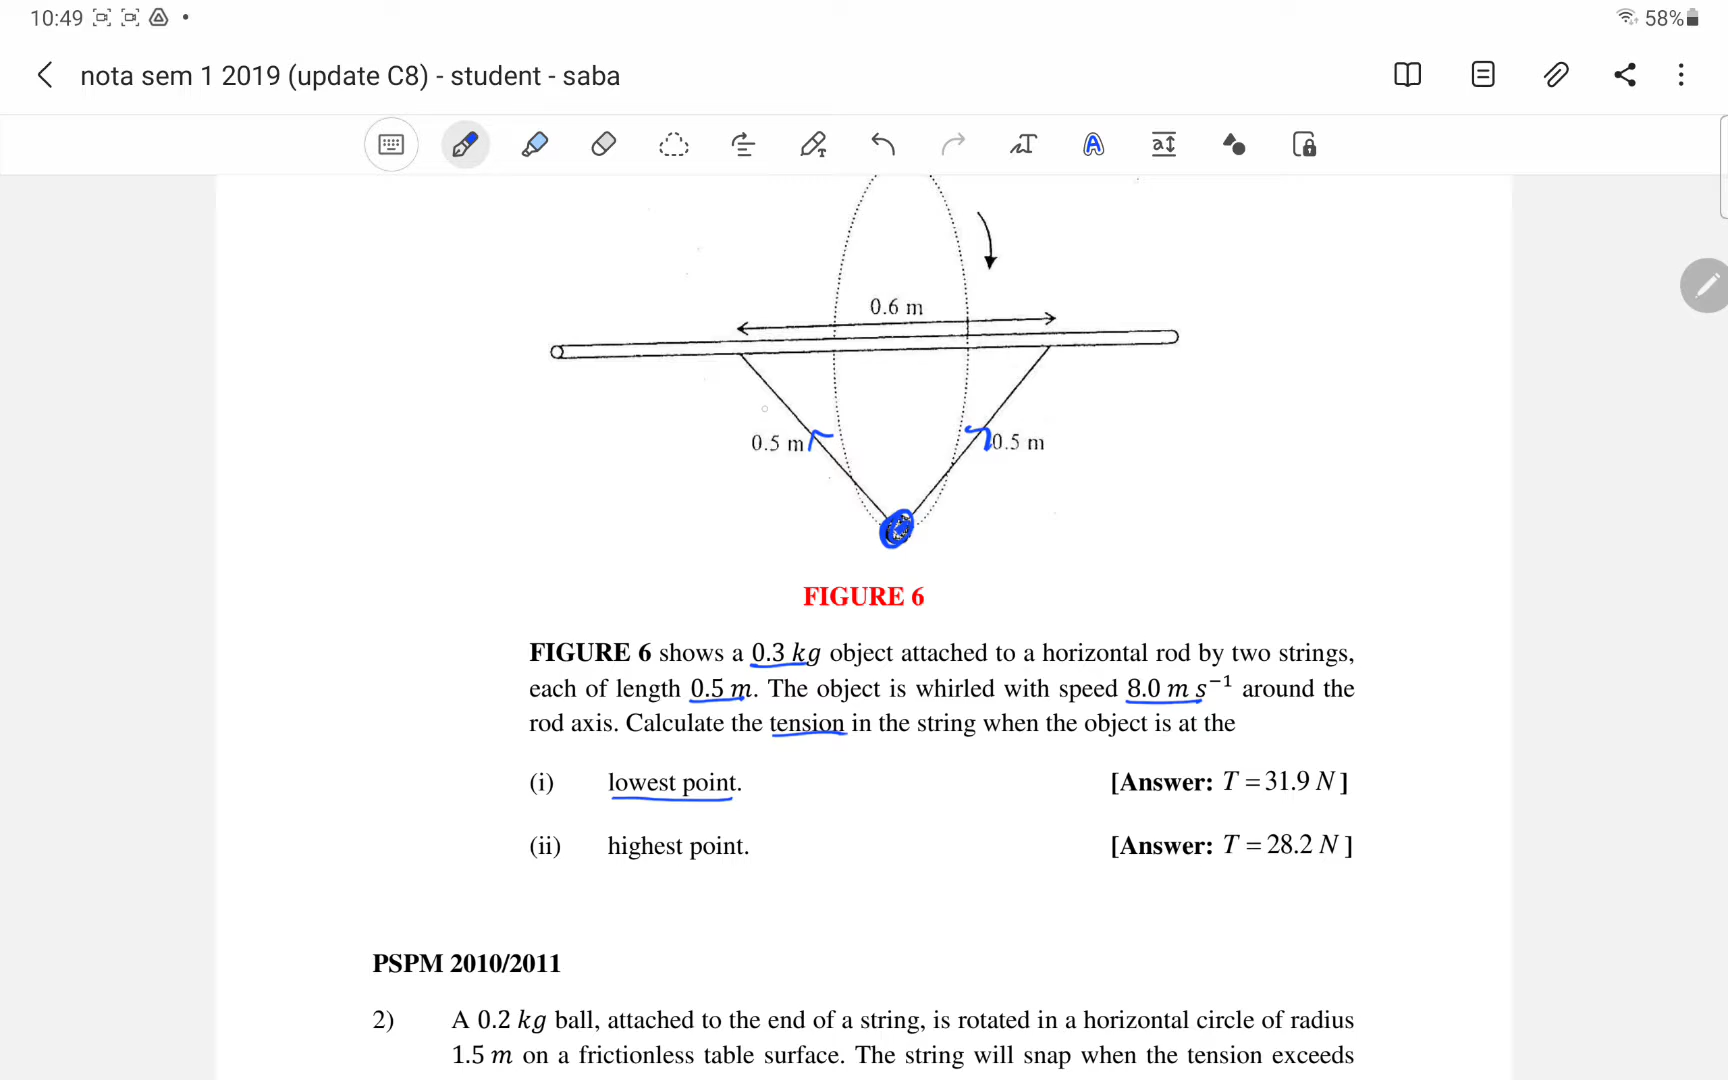 10:49
58%
nota sem 1 2019 (update C8) - student - saba
0.6 m
0.5 m
0.5 m
FIGURE 6
FIGURE 6 shows a 0.3 kg object attached to a horizontal rod by two strings,
each of length 0.5 m. The object is whirled with speed 8.0 m s⁻¹ around the
rod axis. Calculate the tension in the string when the object is at the
(i) lowest point. [Answer: T = 31.9 N]
(ii) highest point. [Answer: T = 28.2 N]
PSPM 2010/2011
2) A 0.2 kg ball, attached to the end of a string, is rotated in a horizontal circle of radius
1.5 m on a frictionless table surface. The string will snap when the tension exceeds